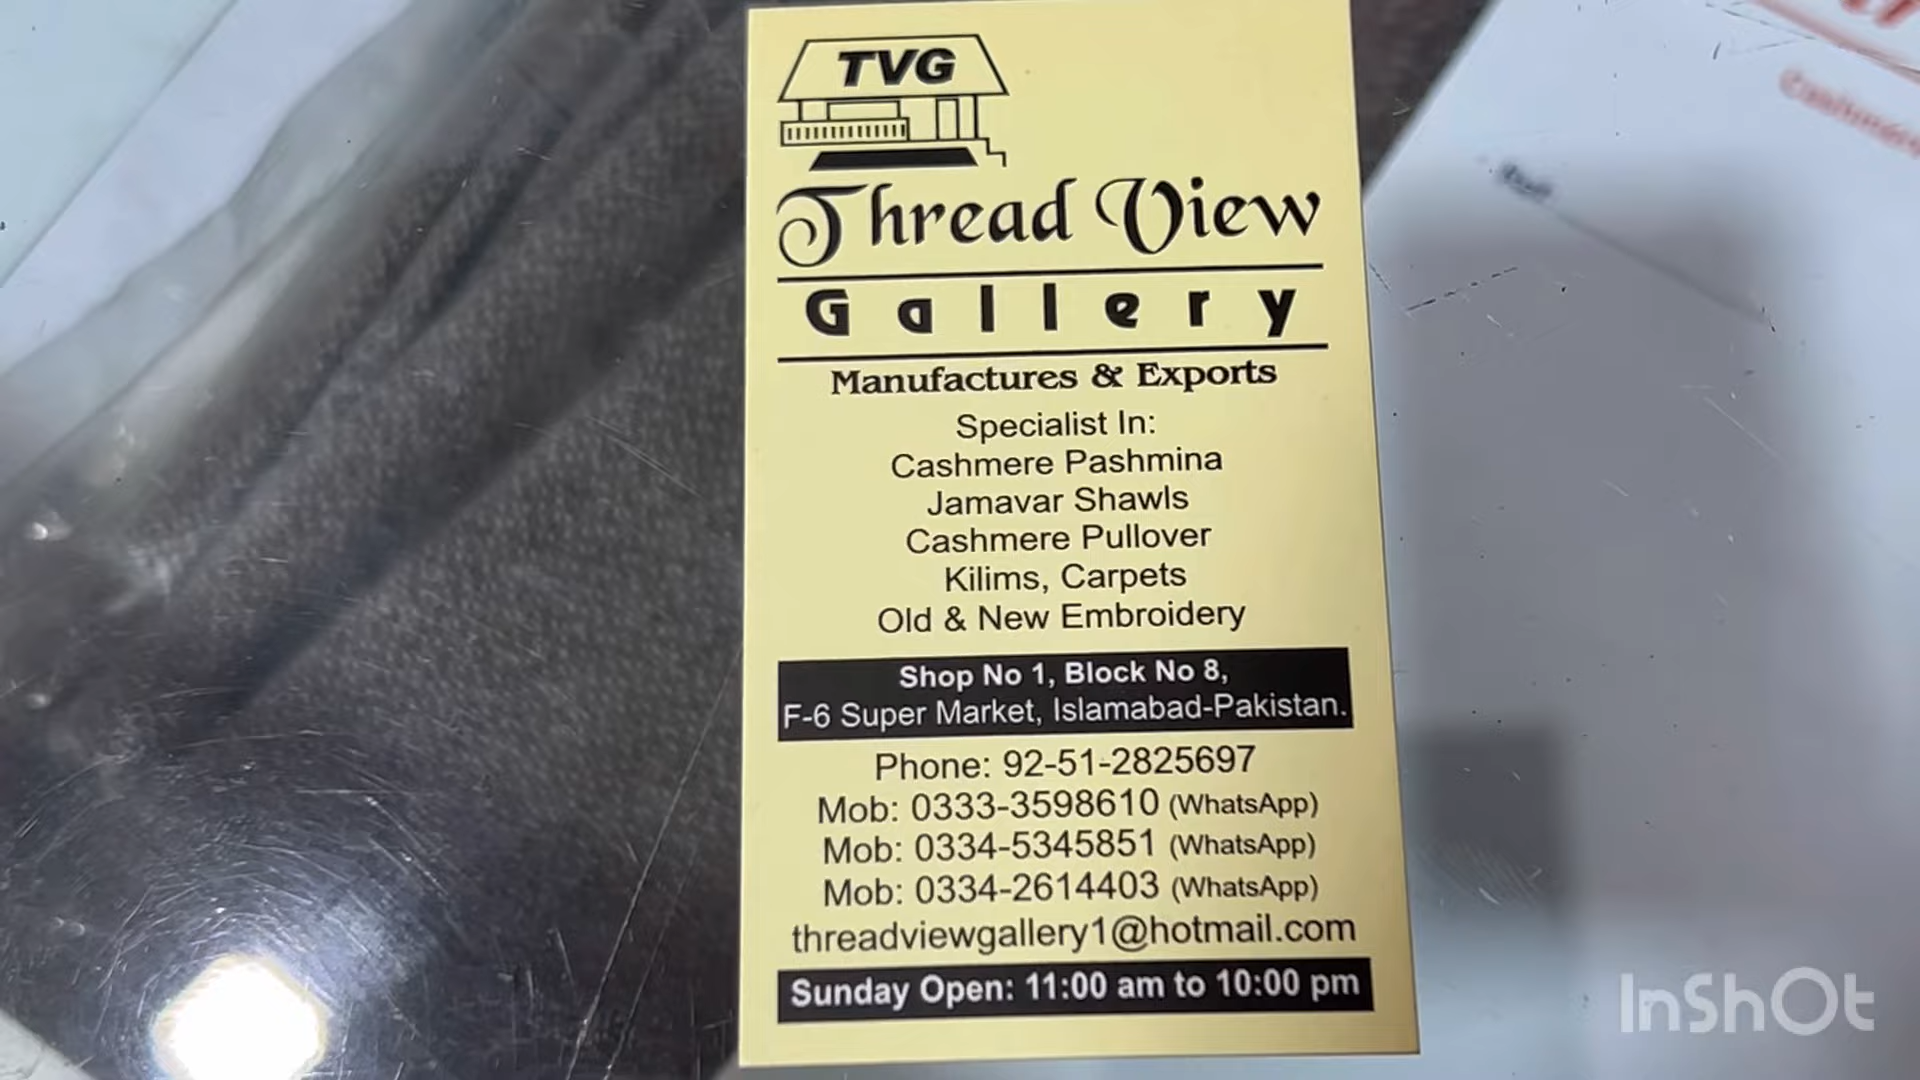 TVG
Thread View
Gallery
Manufactures & Exports
Specialist In:
Cashmere Pashmina
Jamavar Shawls
Cashmere Pullover
Kilims, Carpets
Old & New Embroidery
Shop No 1, Block No 8,
F-6 Super Market, Islamabad-Pakistan.
Phone: 92-51-2825697
Mob: 0333-3598610 (WhatsApp)
Mob: 0334-5345851 (WhatsApp)
Mob: 0334-2614403 (WhatsApp)
threadviewgallery1@hotmail.com
Sunday Open: 11:00 am to 10:00 pm
InShOt